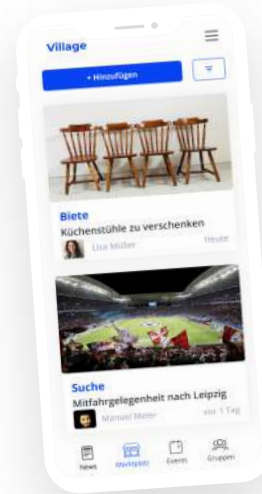 Village
+ Hinzufügen
Biete
Küchenstühle zu verschenken
Lisa Müller
Heute
Suche
Mitfahrgelegenheit nach Leipzig
Manuel Meier
vor 1 Tag
News
Marktplatz
Events
Gruppen